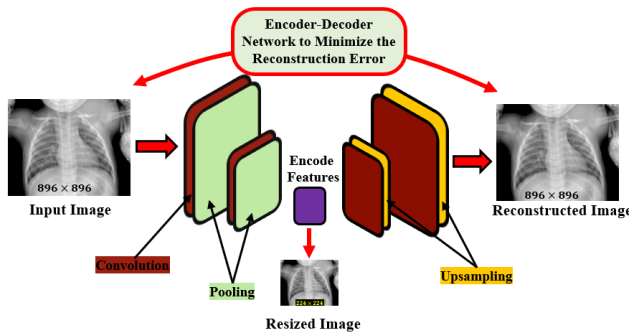 Encoder-Decoder
Network to Minimize the
Reconstruction Error
896 × 896
Input Image
Encode
Features
896 × 896
Reconstructed Image
Convolution
Pooling
Upsampling
224 × 224
Resized Image